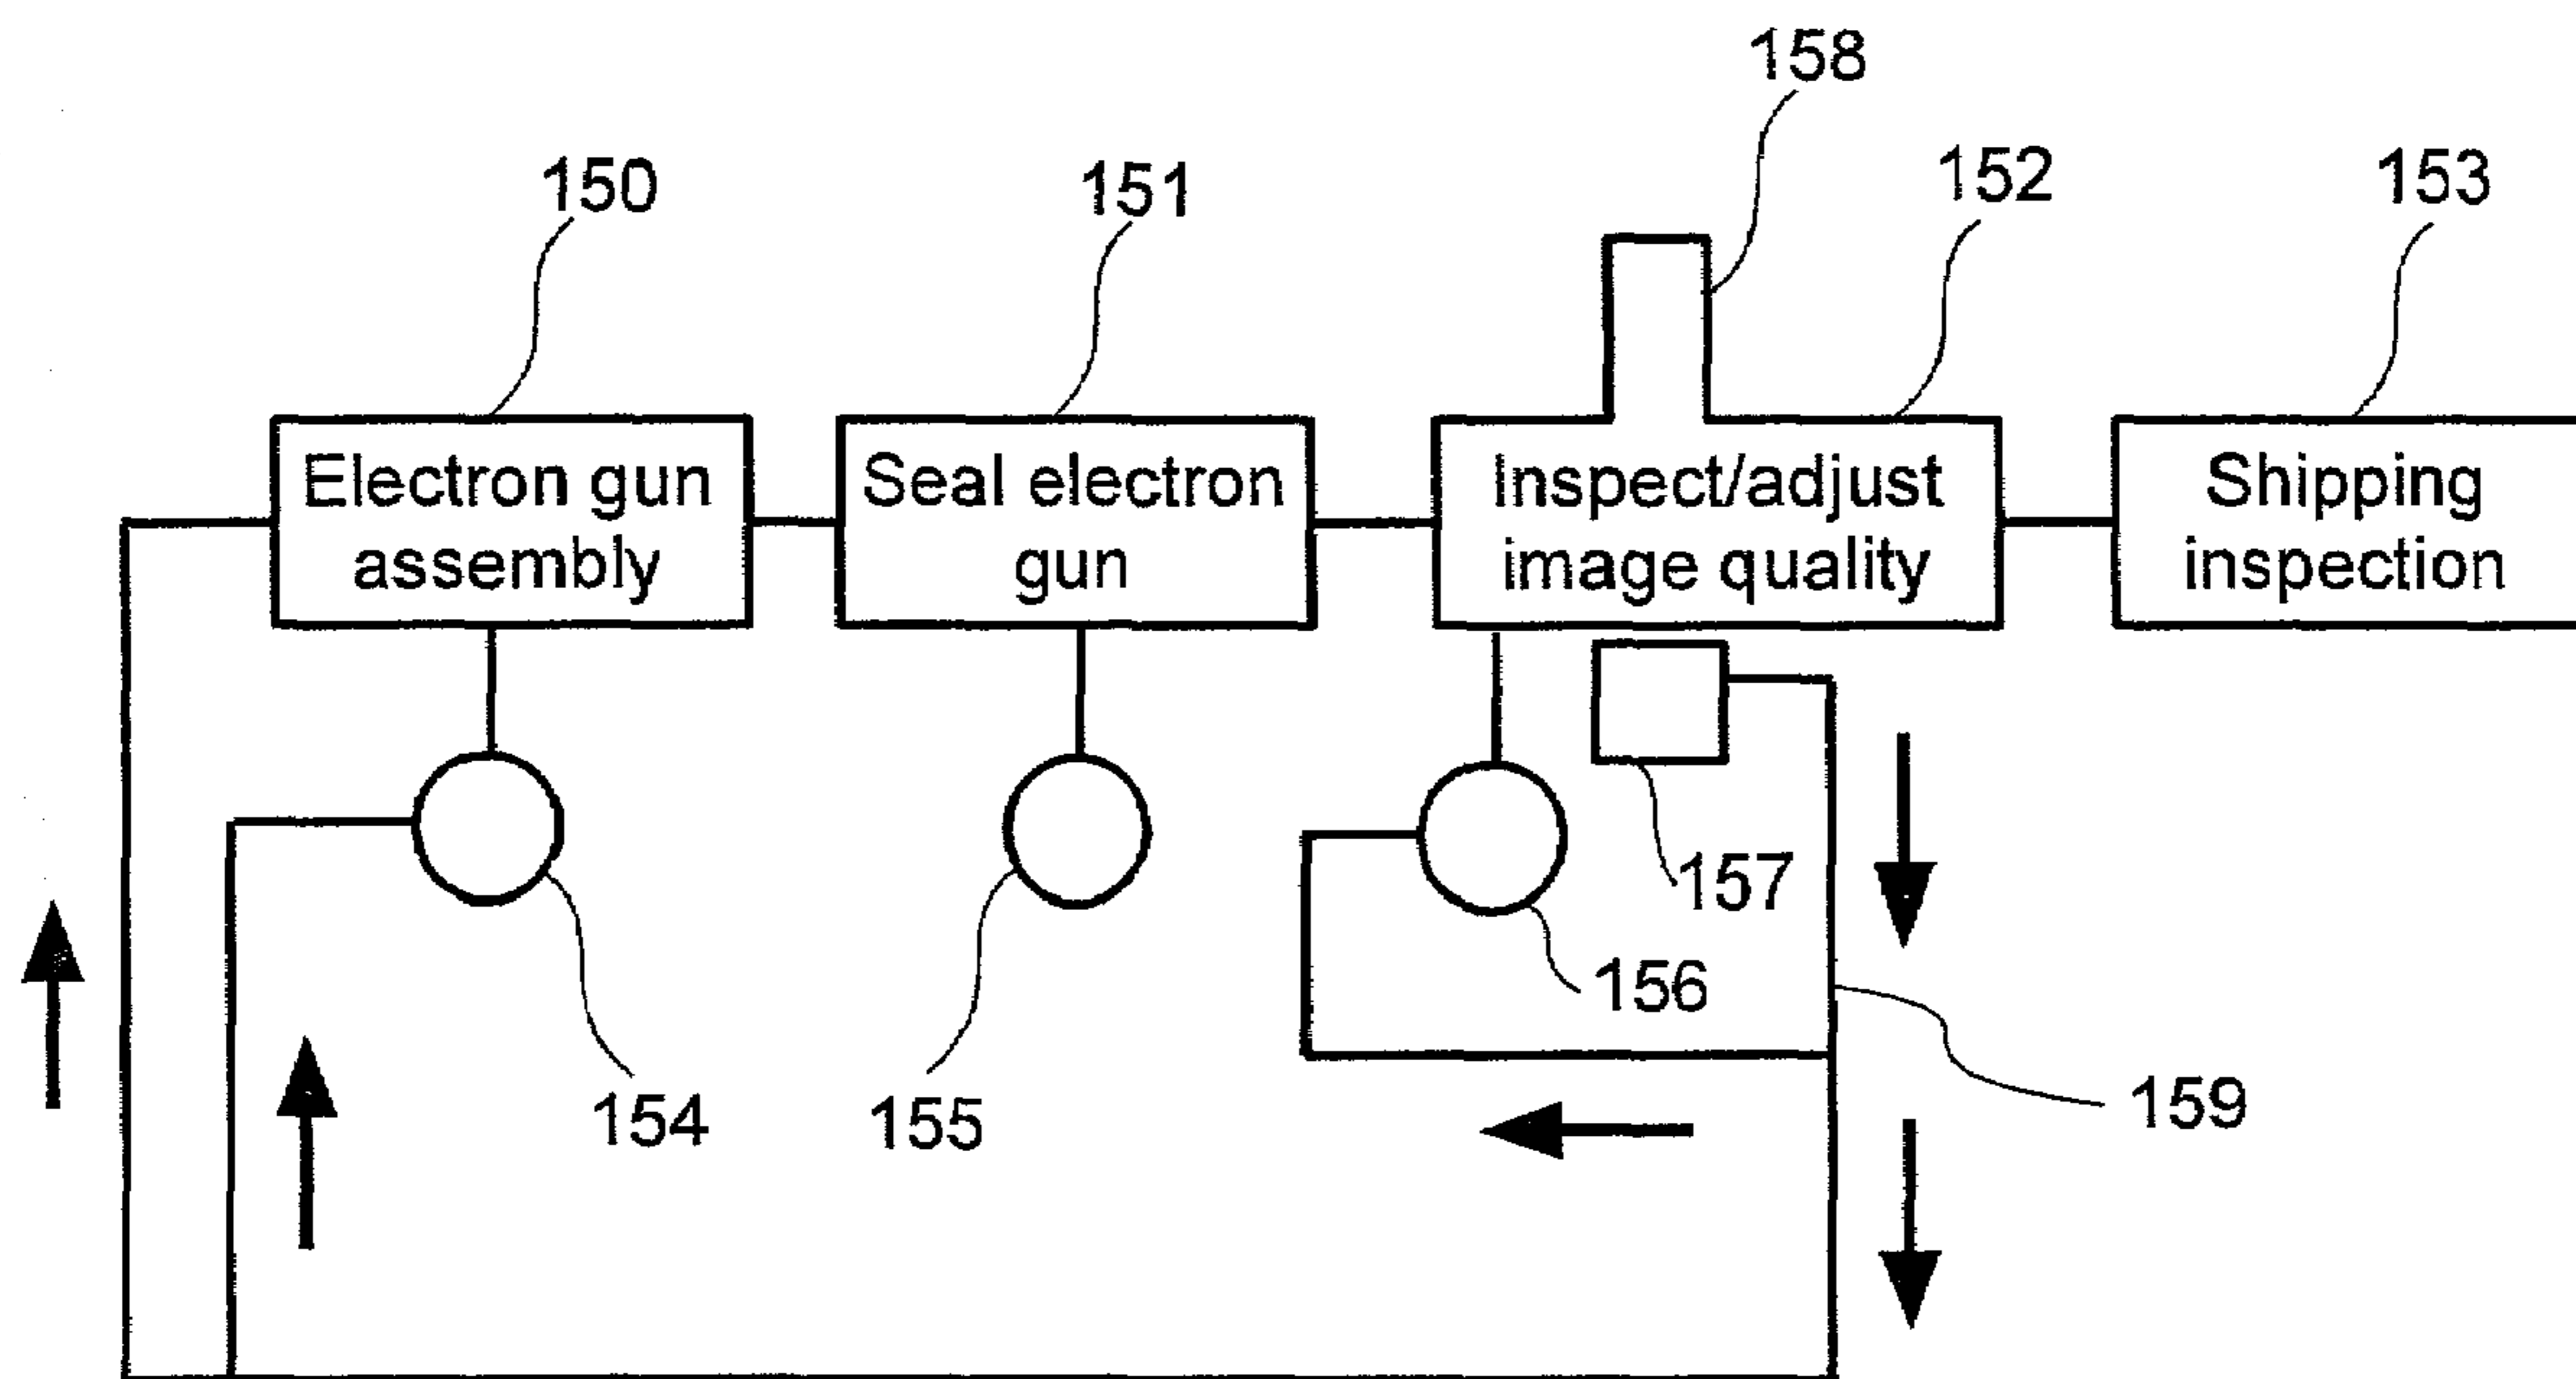 158
150
151
152
153
Electron gun
assembly
Seal electron
gun
Inspect/adjust
image quality
Shipping
inspection
157
156
154
155
159